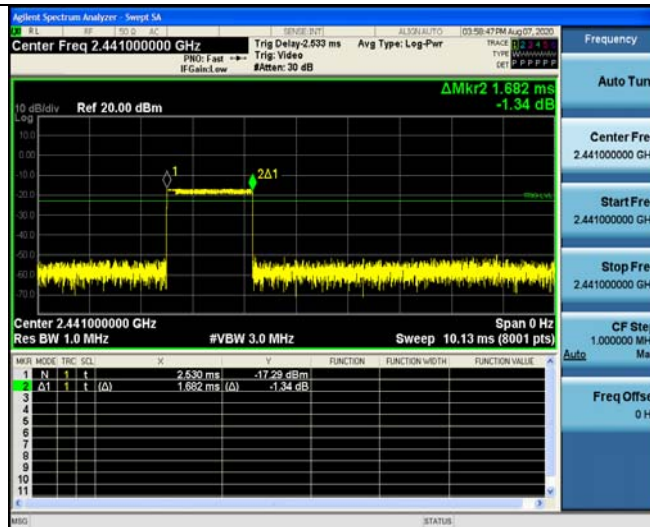 Agilent Spectrum Analyzer - Swept SA
RL RF 50 Ω AC SENSE:INT ALIGN AUTO 03:58:47 PM Aug 07, 2020
Center Freq 2.441000000 GHz
PNO: Fast
IFGain:Low
Trig Delay-2.533 ms
Trig: Video
#Atten: 30 dB
Avg Type: Log-Pwr
TRACE 1 2 3 4 5 6
TYPE
DET P P P P P P
ΔMkr2 1.682 ms
-1.34 dB
10 dB/div Ref 20.00 dBm
Log
10.0
0.00
-10.0
-20.0
-30.0
-40.0
-50.0
-60.0
-70.0
1
2Δ1
TRIG LVL
Center 2.441000000 GHz Span 0 Hz
Res BW 1.0 MHz #VBW 3.0 MHz Sweep 10.13 ms (8001 pts)
MKR MODE TRC SCL X Y FUNCTION FUNCTION WIDTH FUNCTION VALUE
1 N 1 t 2.530 ms -17.29 dBm
2 Δ1 1 t (Δ) 1.682 ms (Δ) -1.34 dB
3
4
5
6
7
8
9
10
11
MSG STATUS
Frequency
Auto Tun
Center Fre
2.441000000 GH
Start Fre
2.441000000 GH
Stop Fre
2.441000000 GH
CF Ste
1.000000 MH
Auto Ma
Freq Offse
0 H